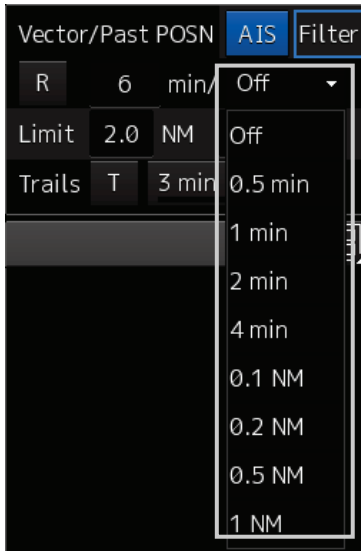 Vector/Past POSN AIS Filter
R 6 min/ Off
Limit 2.0 NM Off
Trails T 3 min 0.5 min
1 min
2 min
4 min
0.1 NM
0.2 NM
0.5 NM
1 NM